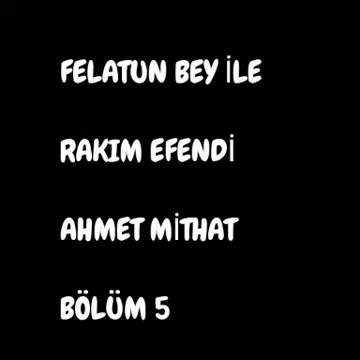 FELATUN BEY İLE
RAKIM EFENDİ
AHMET MİTHAT
BÖLÜM 5